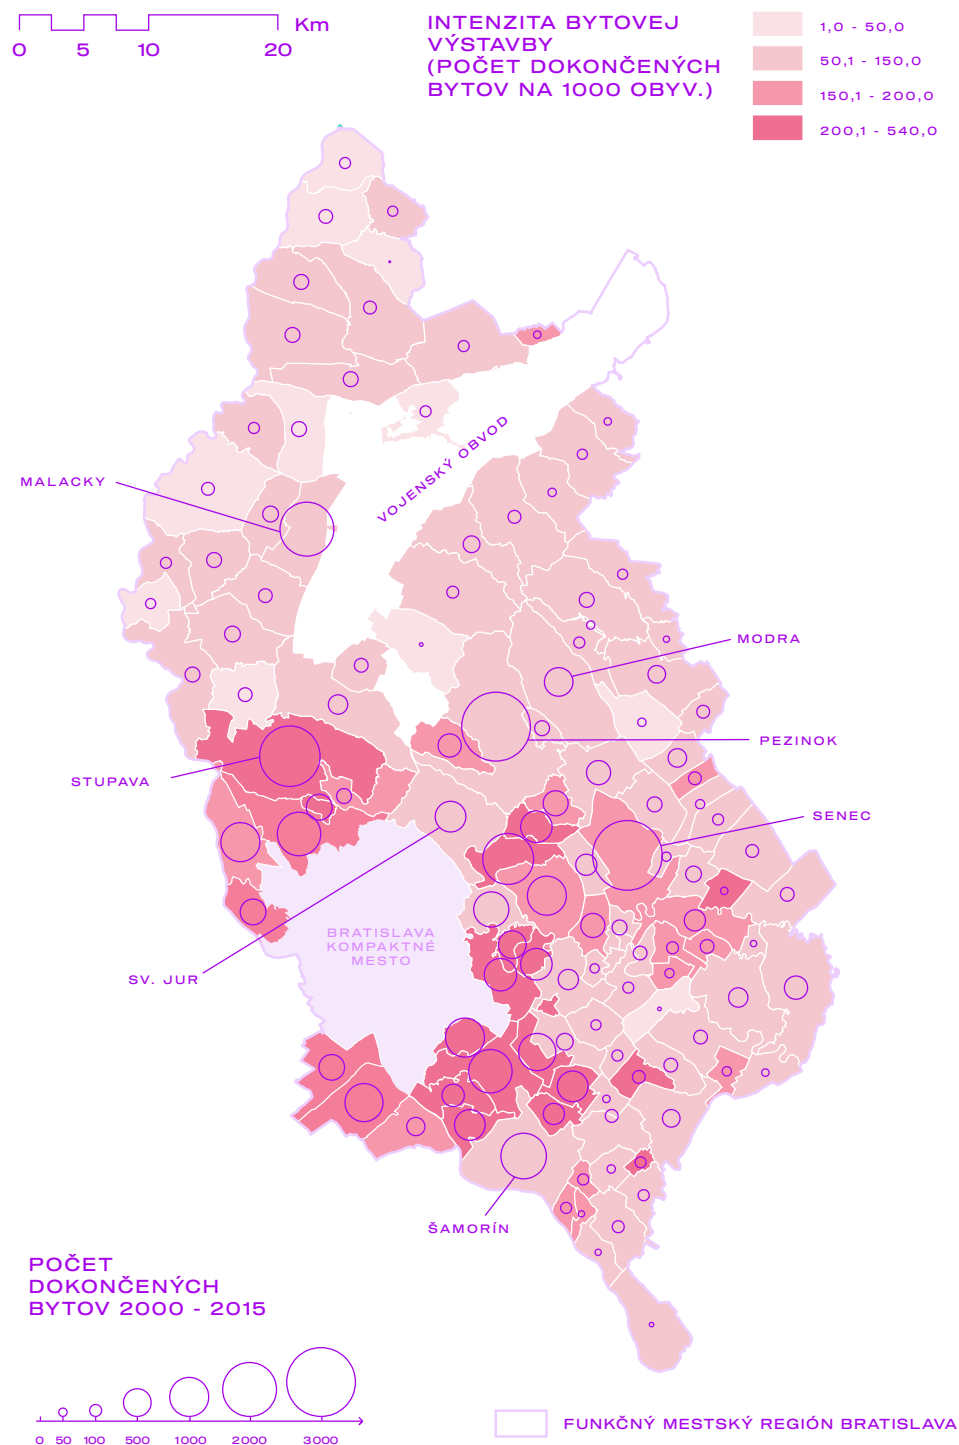 Km
0 5 10 20
INTENZITA BYTOVEJ
VÝSTAVBY
(POČET DOKONČENÝCH
BYTOV NA 1000 OBYV.)
1,0 - 50,0
50,1 - 150,0
150,1 - 200,0
200,1 - 540,0
VOJENSKÝ OBVOD
MALACKY
MODRA
PEZINOK
STUPAVA
SENEC
BRATISLAVA
KOMPAKTNÉ
MESTO
SV. JUR
ŠAMORÍN
POČET
DOKONČENÝCH
BYTOV 2000 - 2015
0 50 100 500 1000 2000 3000
FUNKČNÝ MESTSKÝ REGIÓN BRATISLAVA